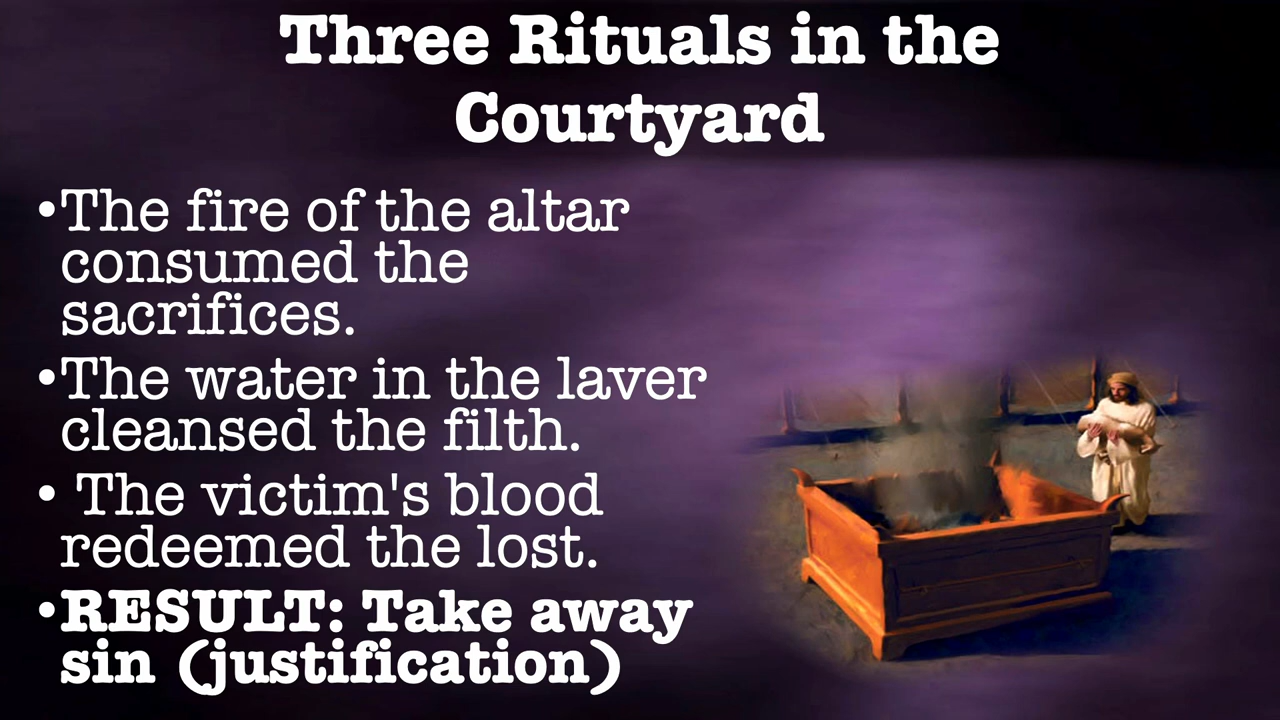 Three Rituals in the
Courtyard
•The fire of the altar
consumed the
sacrifices.
•The water in the laver
cleansed the filth.
• The victim's blood
redeemed the lost.
•RESULT: Take away
sin (justification)